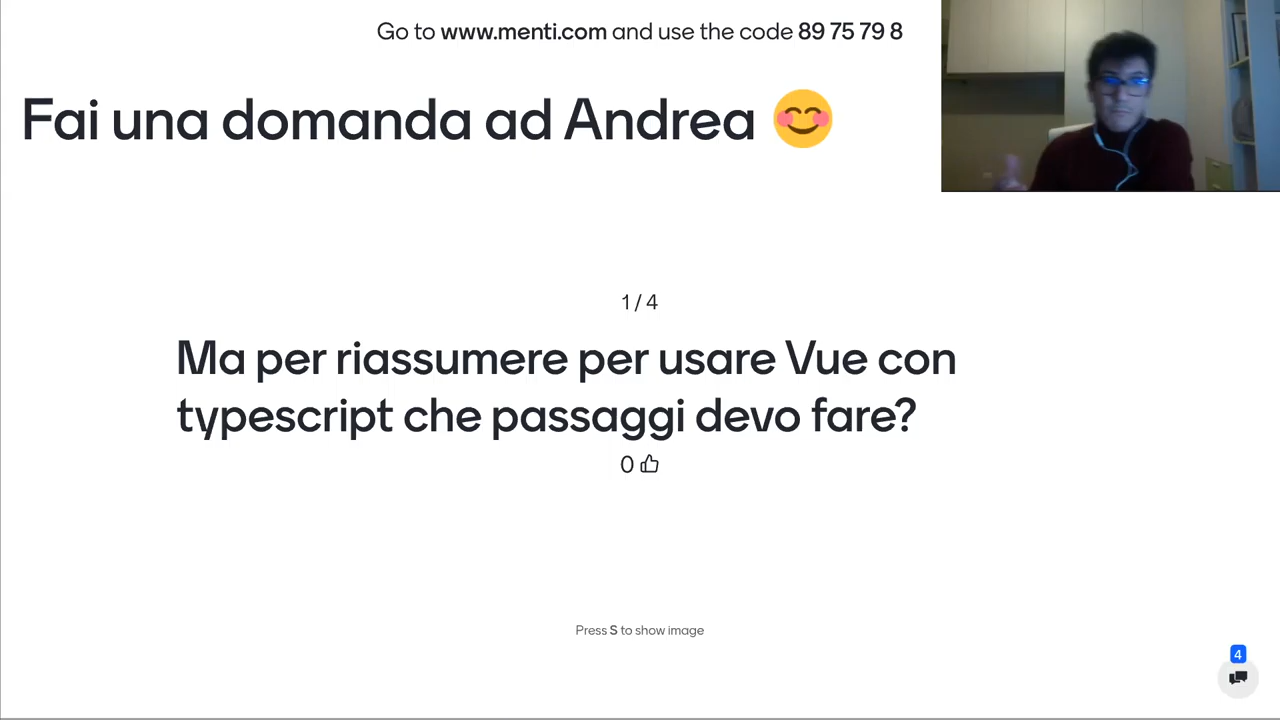 Go to www.menti.com and use the code 89 75 79 8
Fai una domanda ad Andrea 😊
1 / 4
Ma per riassumere per usare Vue con
typescript che passaggi devo fare?
0
Press S to show image
4